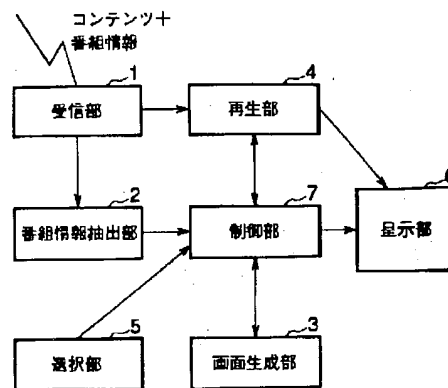 コンテンツ＋
番組情報
1
受信部
4
再生部
2
番組情報抽出部
7
制御部
6
呈示部
5
選択部
3
画面生成部